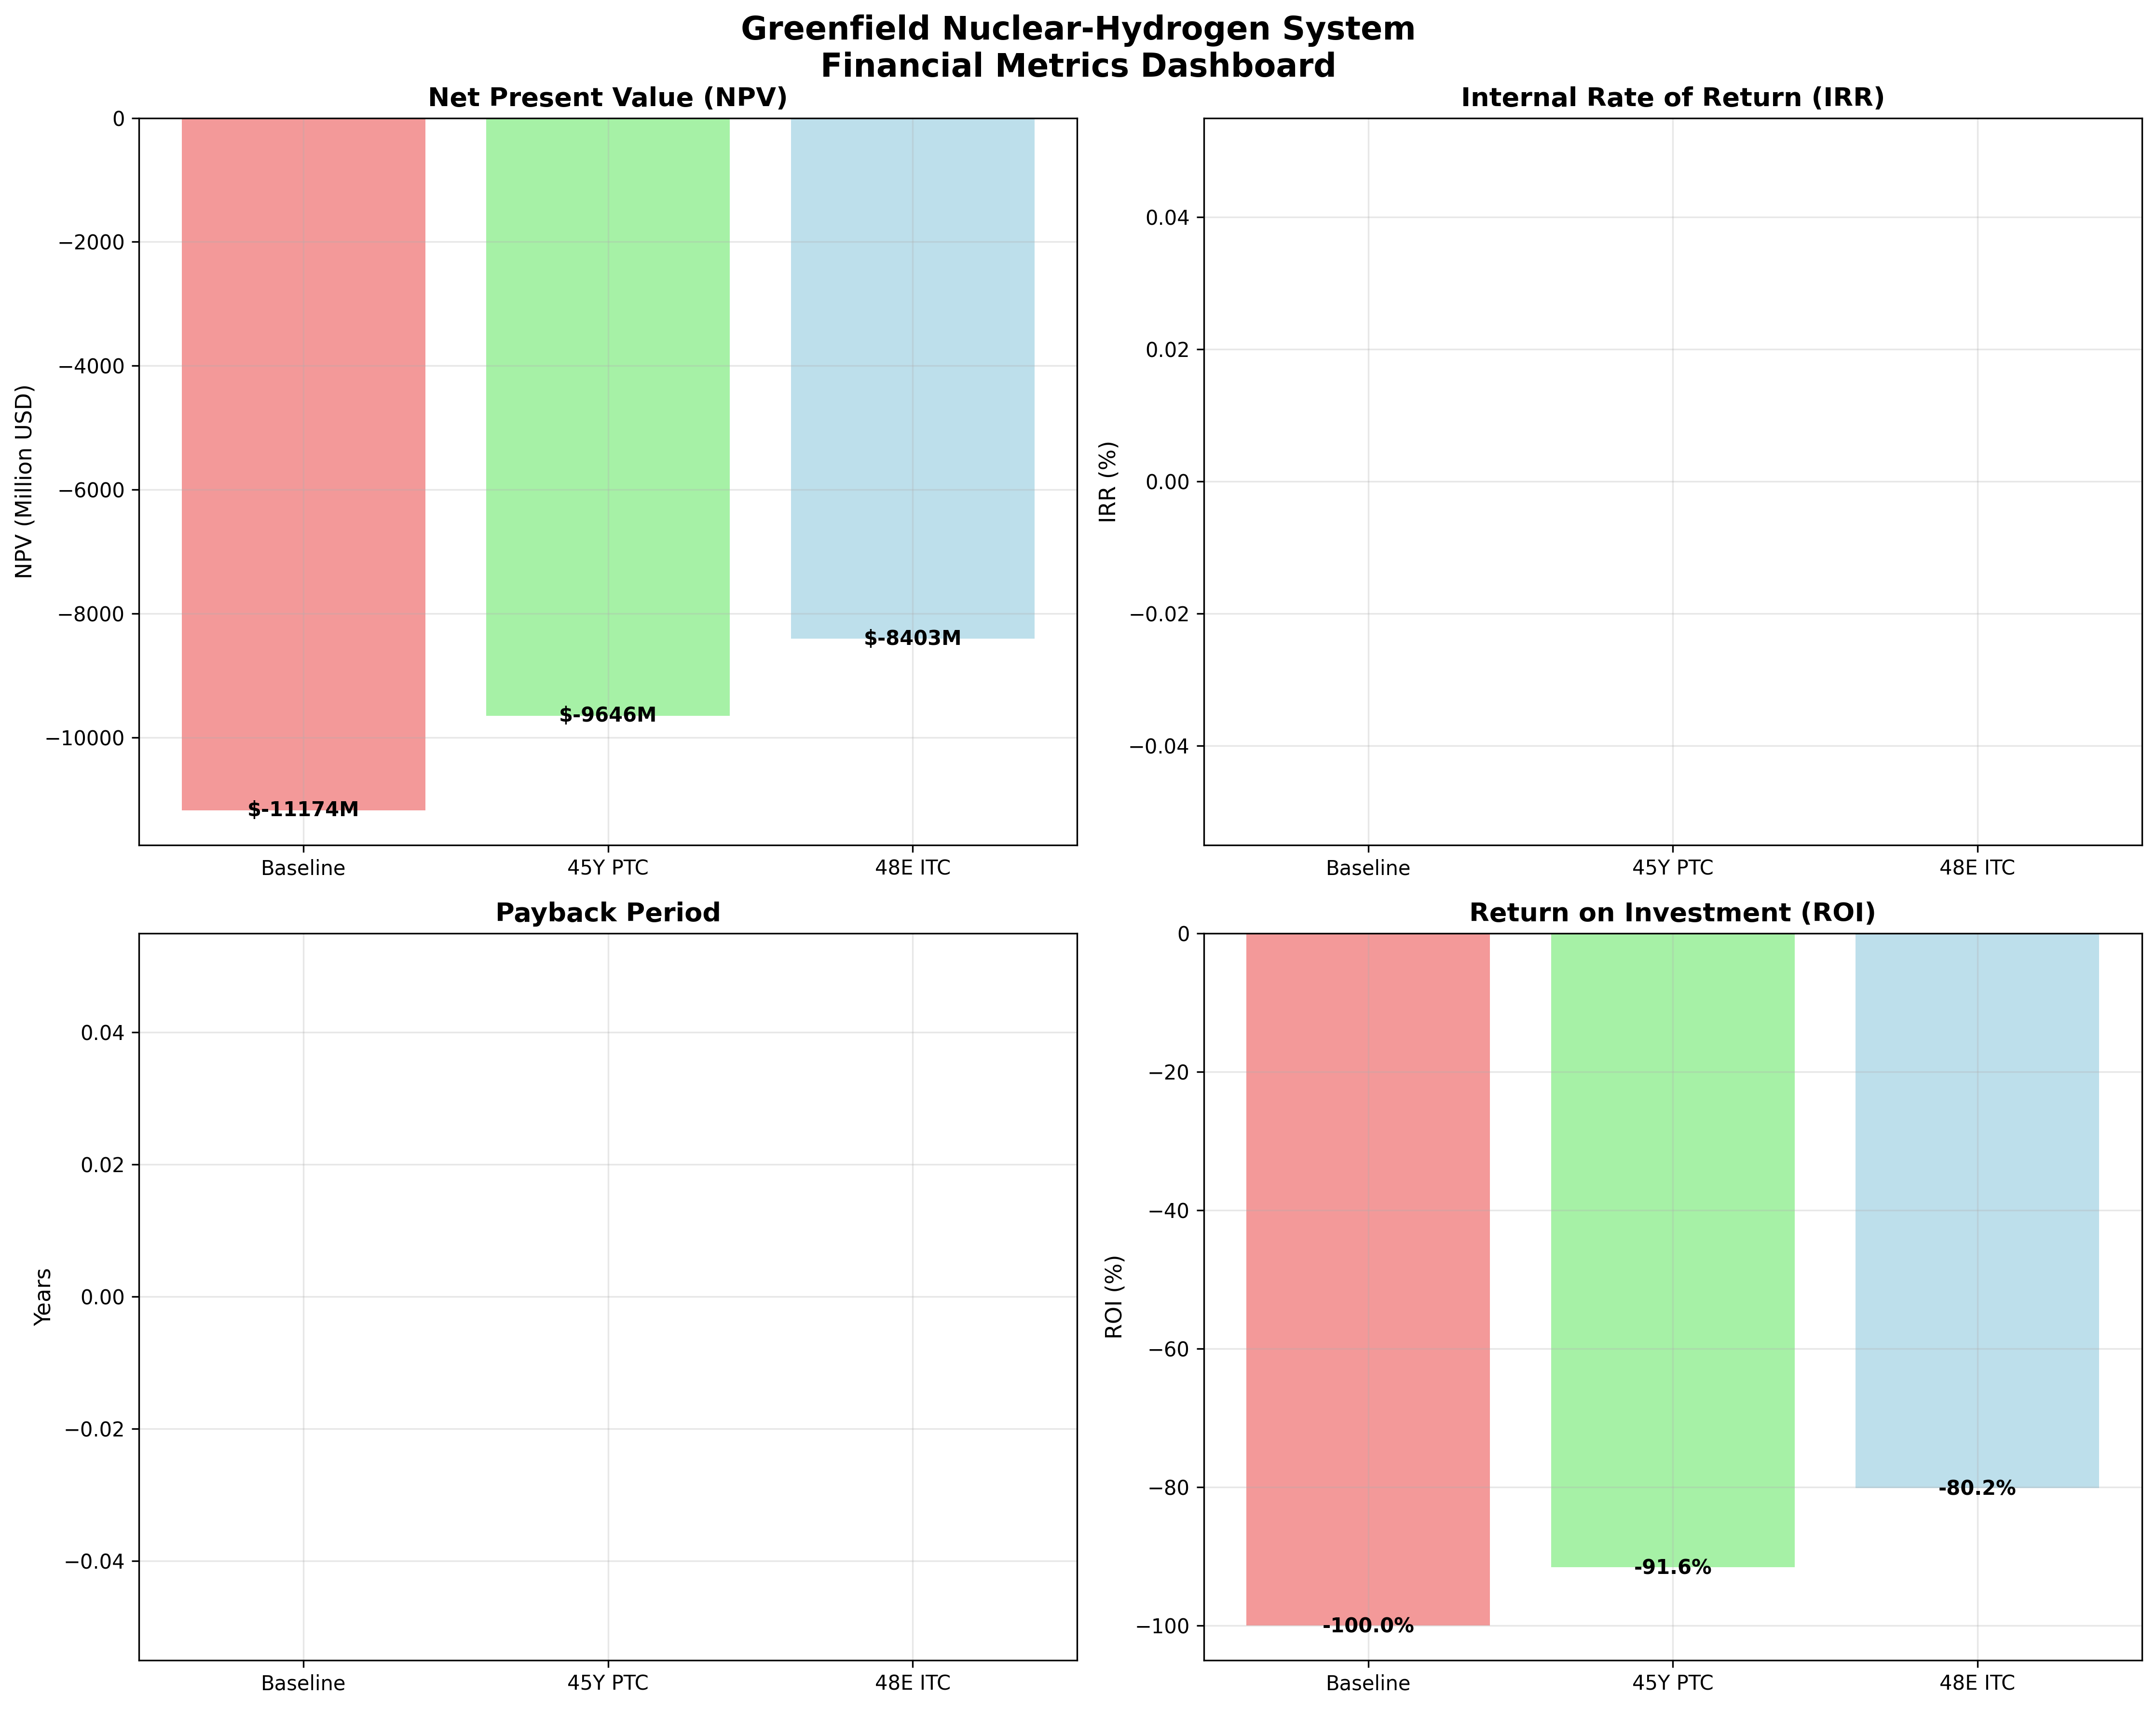 Greenfield Nuclear-Hydrogen System
Financial Metrics Dashboard
Net Present Value (NPV)
NPV (Million USD)
0
−2000
−4000
−6000
−8000
−10000
$-11174M
$-9646M
$-8403M
Baseline
45Y PTC
48E ITC
Internal Rate of Return (IRR)
IRR (%)
0.04
0.02
0.00
−0.02
−0.04
Baseline
45Y PTC
48E ITC
Payback Period
Years
0.04
0.02
0.00
−0.02
−0.04
Baseline
45Y PTC
48E ITC
Return on Investment (ROI)
ROI (%)
0
−20
−40
−60
−80
−100
-100.0%
-91.6%
-80.2%
Baseline
45Y PTC
48E ITC